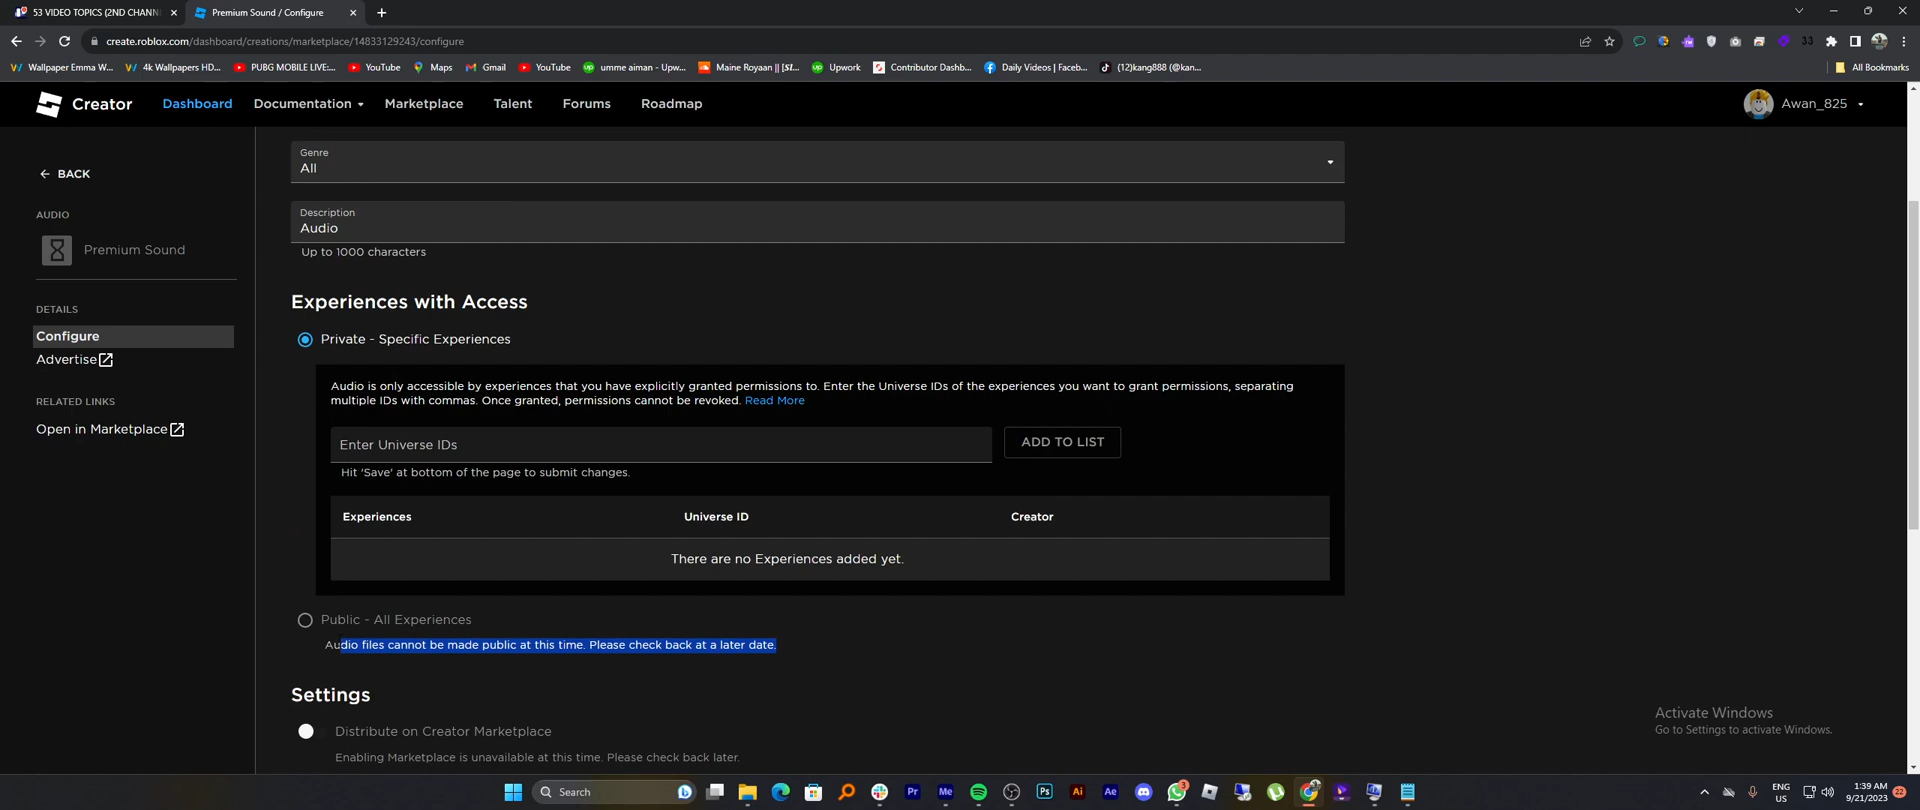 53 VIDEO TOPICS (2ND CHANN
Premium Sound / Configure
create.roblox.com/dashboard/creations/marketplace/14833129243/configure
Wallpaper Emma W...
4k Wallpapers HD...
PUBG MOBILE LIVE:...
YouTube
Maps
Gmail
YouTube
umme aiman - Upw...
Maine Royaan || [𝙨𝙡...
Upwork
Contributor Dashb...
Daily Videos | Faceb...
(12)kang888 (@kan...
All Bookmarks
Creator
Dashboard
Documentation
Marketplace
Talent
Forums
Roadmap
Awan_825
BACK
AUDIO
Premium Sound
DETAILS
Configure
Advertise
RELATED LINKS
Open in Marketplace
Genre
All
Description
Audio
Up to 1000 characters
Experiences with Access
Private - Specific Experiences
Audio is only accessible by experiences that you have explicitly granted permissions to. Enter the Universe IDs of the experiences you want to grant permissions, separating
multiple IDs with commas. Once granted, permissions cannot be revoked. Read More
Enter Universe IDs
ADD TO LIST
Hit 'Save' at bottom of the page to submit changes.
Experiences Universe ID Creator
There are no Experiences added yet.
Public - All Experiences
Audio files cannot be made public at this time. Please check back at a later date.
Settings
Distribute on Creator Marketplace
Enabling Marketplace is unavailable at this time. Please check back later.
Activate Windows
Go to Settings to activate Windows.
Search
Pr
Me
Ps
Ai
Ae
3
ENG
US
1:39 AM
9/21/2023
22